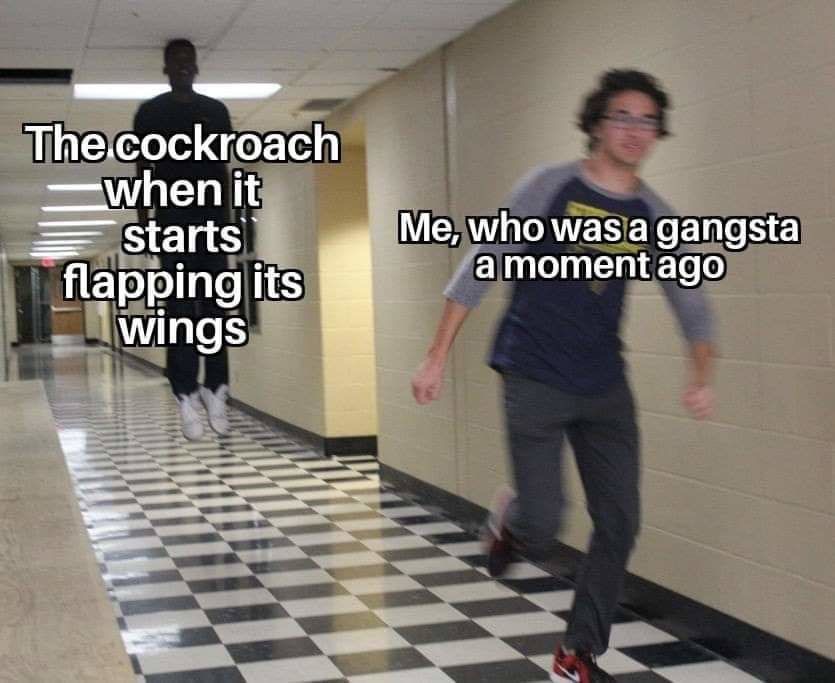 The cockroach
when it
starts
flapping its
wings
Me, who was a gangsta
a moment ago